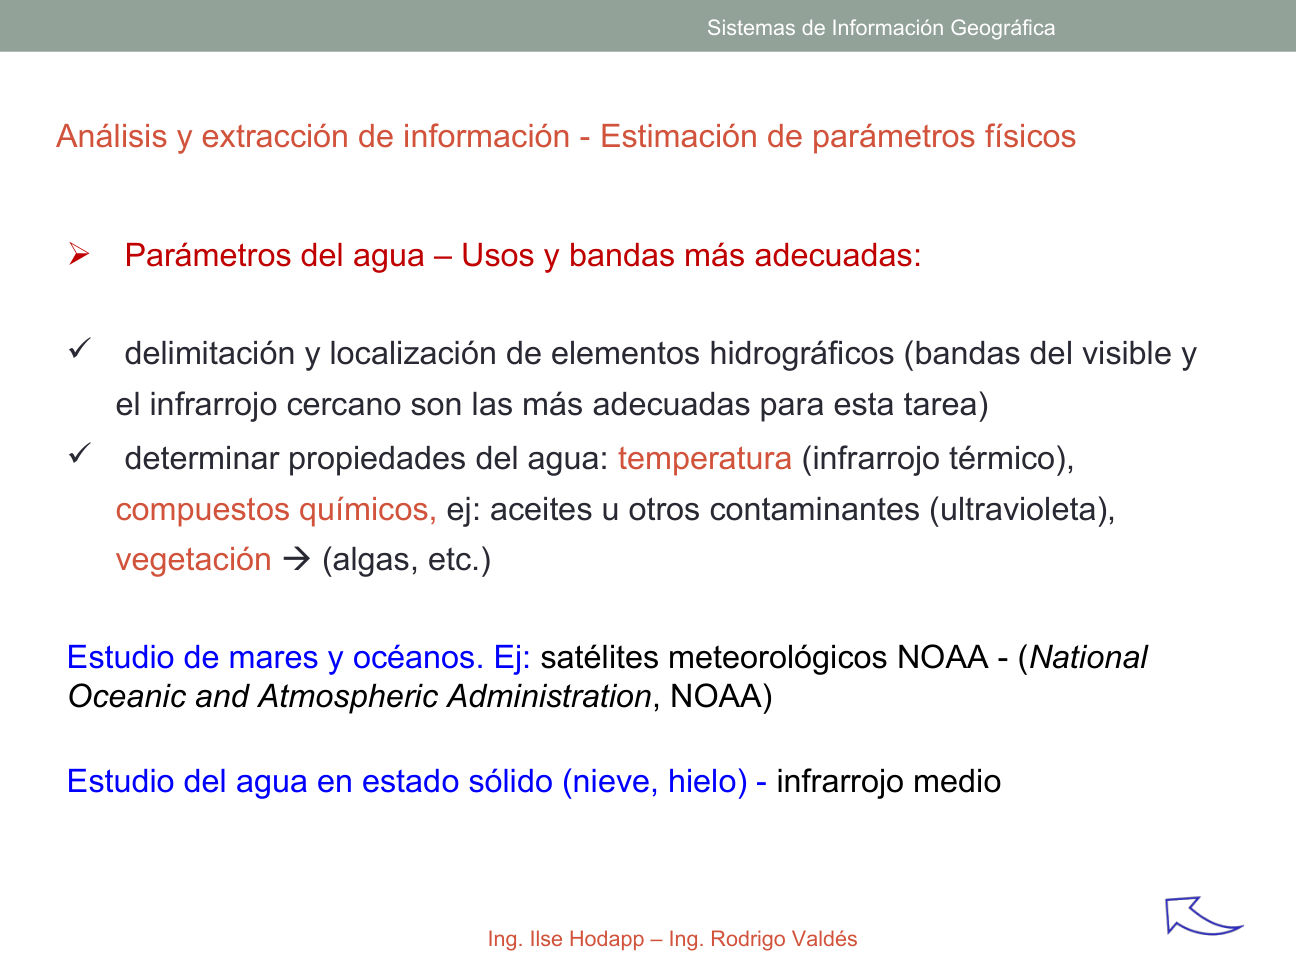 Sistemas de Información Geográfica
Análisis y extracción de información - Estimación de parámetros físicos
➢ Parámetros del agua – Usos y bandas más adecuadas:
✓ delimitación y localización de elementos hidrográficos (bandas del visible y
el infrarrojo cercano son las más adecuadas para esta tarea)
✓ determinar propiedades del agua: temperatura (infrarrojo térmico),
compuestos químicos, ej: aceites u otros contaminantes (ultravioleta),
vegetación → (algas, etc.)
Estudio de mares y océanos. Ej: satélites meteorológicos NOAA - (National
Oceanic and Atmospheric Administration, NOAA)
Estudio del agua en estado sólido (nieve, hielo) - infrarrojo medio
Ing. Ilse Hodapp – Ing. Rodrigo Valdés